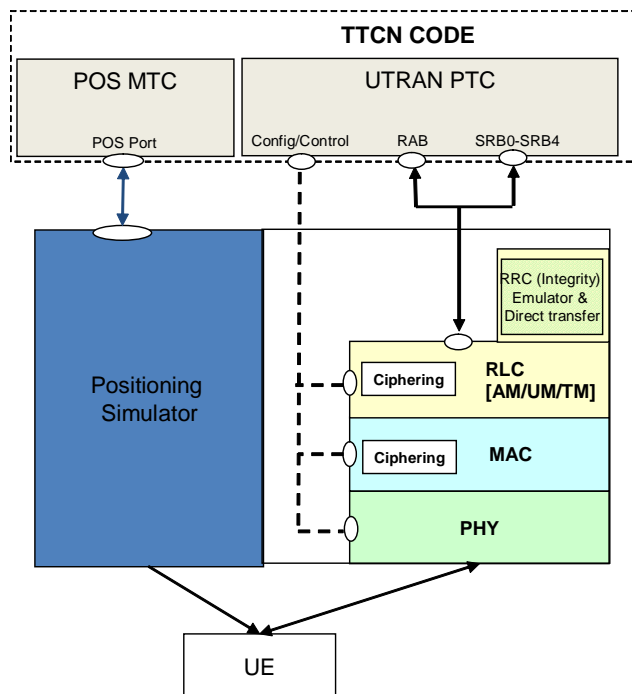 TTCN CODE
POS MTC
UTRAN PTC
POS Port
Config/Control
RAB
SRB0-SRB4
RRC (Integrity)
Emulator &
Direct transfer
Positioning
Simulator
Ciphering
RLC
[AM/UM/TM]
Ciphering
MAC
PHY
UE